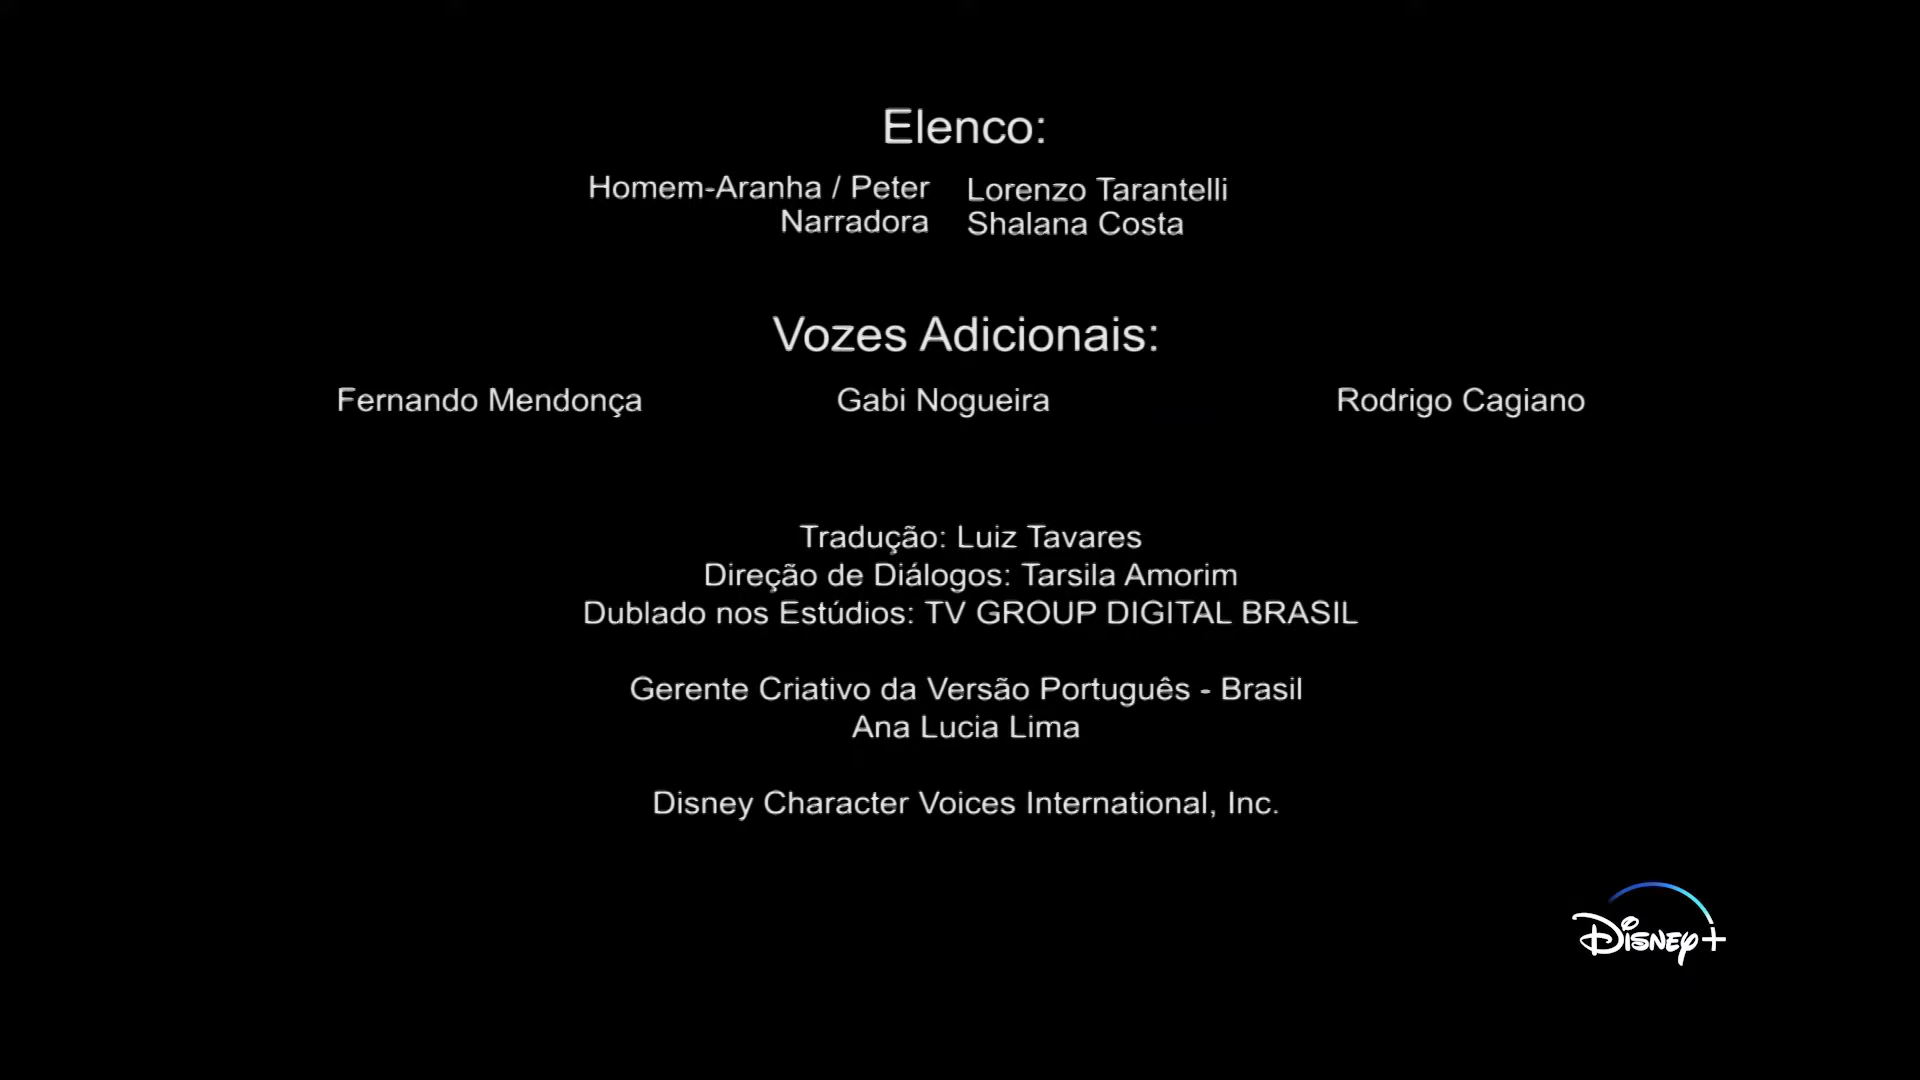 Elenco:
Homem-Aranha / Peter Lorenzo Tarantelli
Narradora Shalana Costa
Vozes Adicionais:
Fernando Mendonça Gabi Nogueira Rodrigo Cagiano
Tradução: Luiz Tavares
Direção de Diálogos: Tarsila Amorim
Dublado nos Estúdios: TV GROUP DIGITAL BRASIL
Gerente Criativo da Versão Português - Brasil
Ana Lucia Lima
Disney Character Voices International, Inc.
Disney+